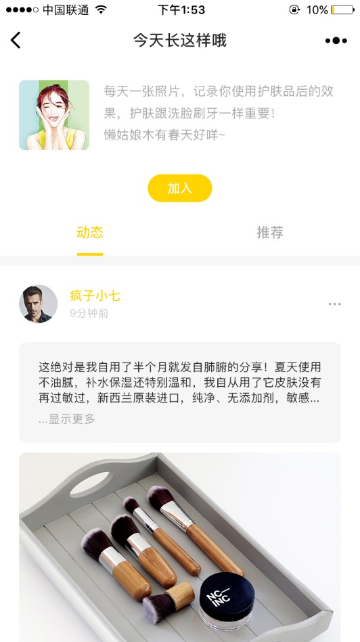 中国联通 下午1:53 10%
今天长这样哦
每天一张照片，记录你使用护肤品后的效
果，护肤跟洗脸刷牙一样重要！
懒姑娘木有春天好咩~
加入
动态 推荐
疯子小七
9分钟前
这绝对是我自用了半个月就发自肺腑的分享！夏天使用
不油腻，补水保湿还特别温和，我自从用了它皮肤没有
再过敏过，新西兰原装进口，纯净、无添加剂，敏感...
...显示更多
NC—
INC